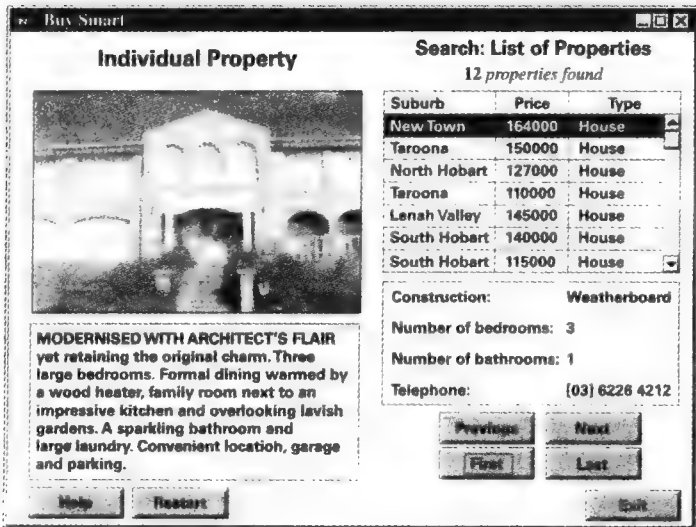 Buy Smart
Individual Property
MODERNISED WITH ARCHITECT'S FLAIR
yet retaining the original charm. Three
large bedrooms. Formal dining warmed by
a wood heater, family room next to an
impressive kitchen and overlooking lavish
gardens. A sparkling bathroom and
large laundry. Convenient location, garage
and parking.
Help Restart
Search: List of Properties
12 properties found
Suburb Price Type
New Town 164000 House
Taroona 150000 House
North Hobart 127000 House
Taroona 110000 House
Lenah Valley 145000 House
South Hobart 140000 House
South Hobart 115000 House
Construction: Weatherboard
Number of bedrooms: 3
Number of bathrooms: 1
Telephone: (03) 6226 4212
Previous Next
First Last
Exit